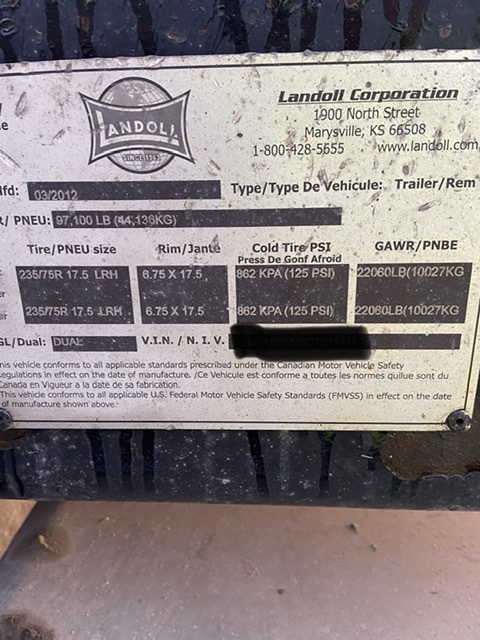 LANDOLL
Landoll Corporation
1900 North Street
Marysville, KS 66508
1-800-428-5655 www.landoll.com
Mfd: 03/2012 Type/Type De Vehicule: Trailer/Rem
R/ PNEU: 97,100 LB (44,136KG)
Tire/PNEU size Rim/Jante Cold Tire PSI GAWR/PNBE
Press De Gonf Afroid
235/75R 17.5 LRH 6.75 X 17.5 862 KPA (125 PSI) 22060LB(10027KG
235/75R 17.5 LRH 6.75 X 17.5 862 KPA (125 PSI) 22060LB(10027KG
GL/Dual: DUAL V.I.N / N. I. V.
his vehicle conforms to all applicable standards prescribed under the Canadian Motor Vehicle Safety
egulations in effect on the date of manufacture. /Ce Vehicule est conforme a toutes les normes quilue sont du
Canada en Vigueur a la date de sa fabrication.
This vehicle conforms to all applicable U.S. Federal Motor Vehicle Safety Standards (FMVSS) in effect on the date
of manufacture shown above.